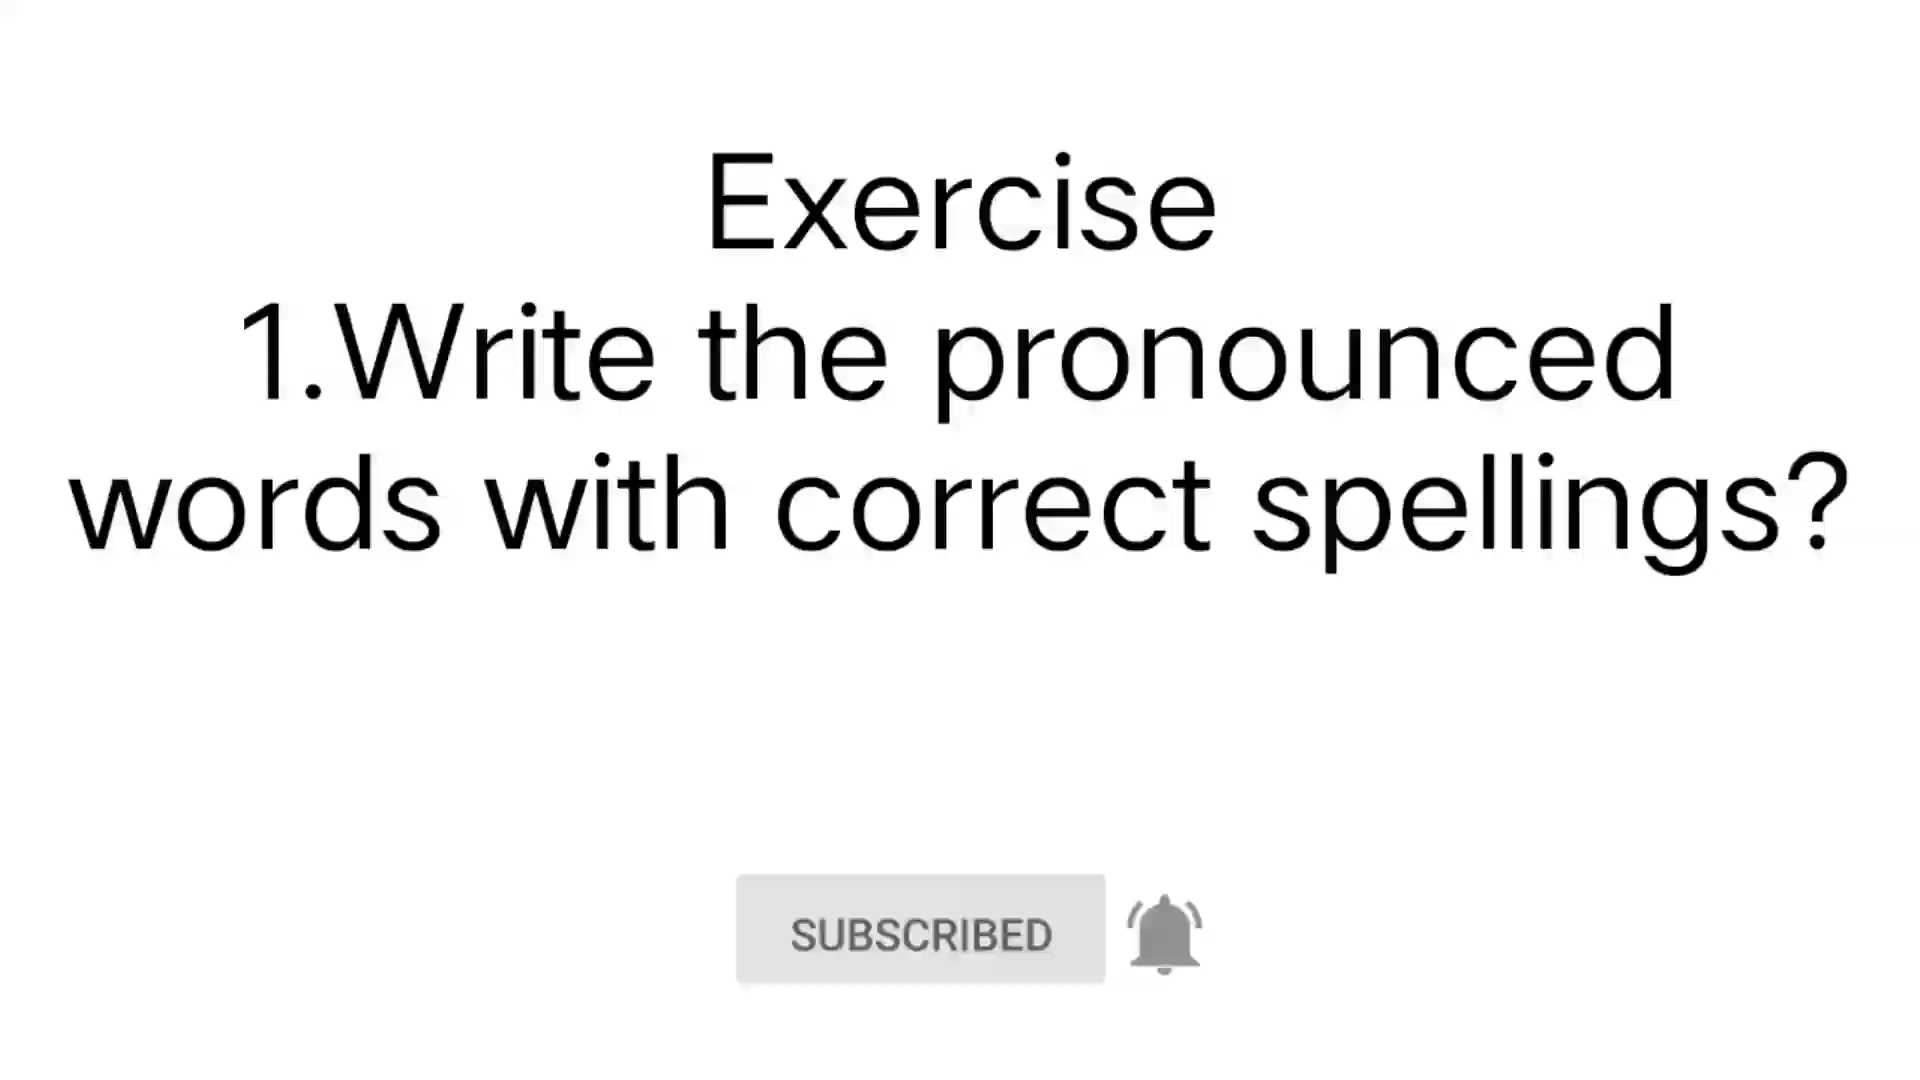 Exercise
1.Write the pronounced
words with correct spellings?
SUBSCRIBED